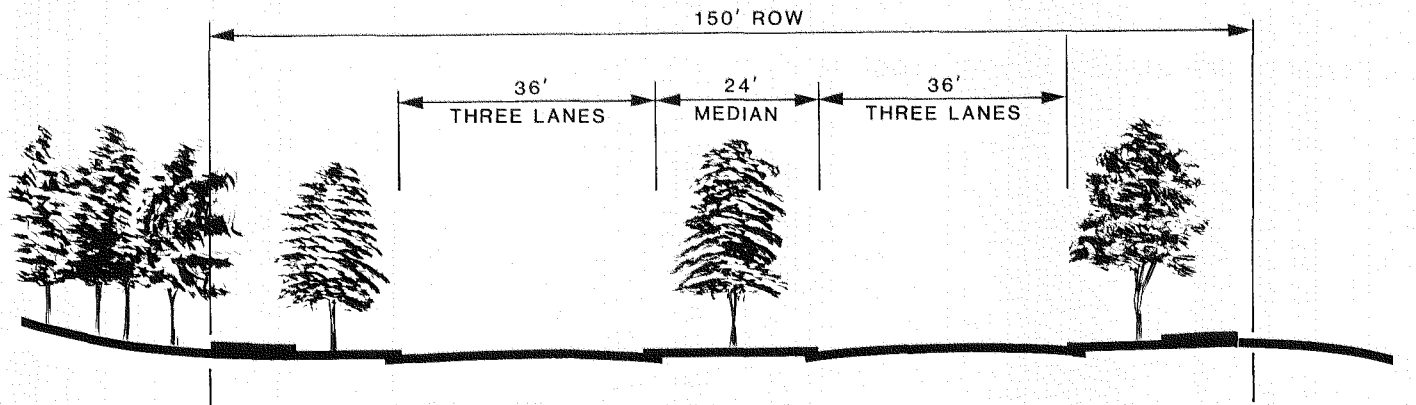 150' ROW
36'
THREE LANES
24'
MEDIAN
36'
THREE LANES